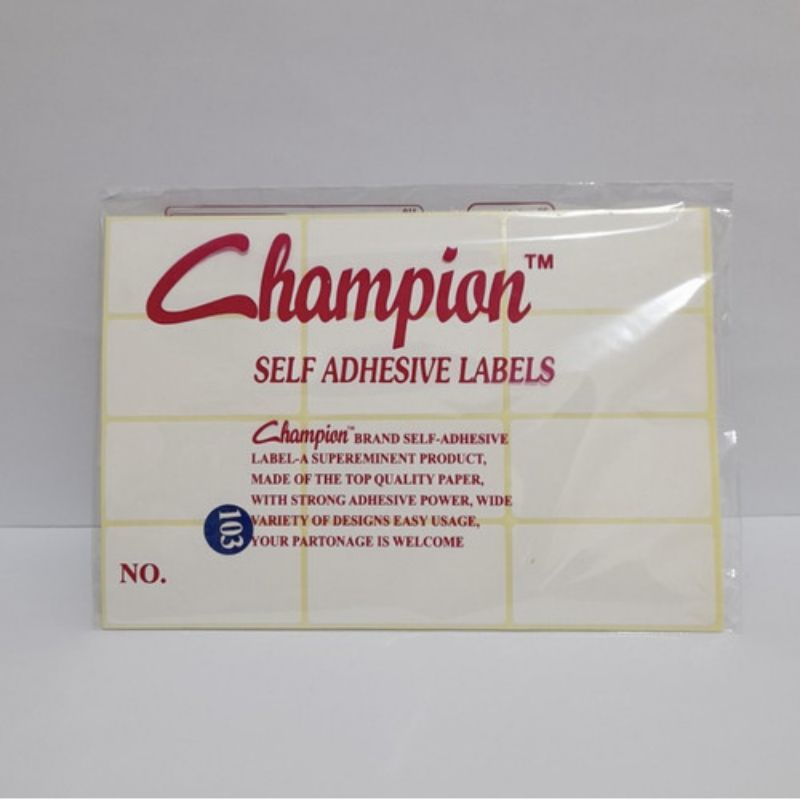 Champion™
SELF ADHESIVE LABELS
Champion™ BRAND SELF-ADHESIVE
LABEL-A SUPEREMINENT PRODUCT,
MADE OF THE TOP QUALITY PAPER,
WITH STRONG ADHESIVE POWER, WIDE
VARIETY OF DESIGNS EASY USAGE,
YOUR PARTONAGE IS WELCOME
103
NO.